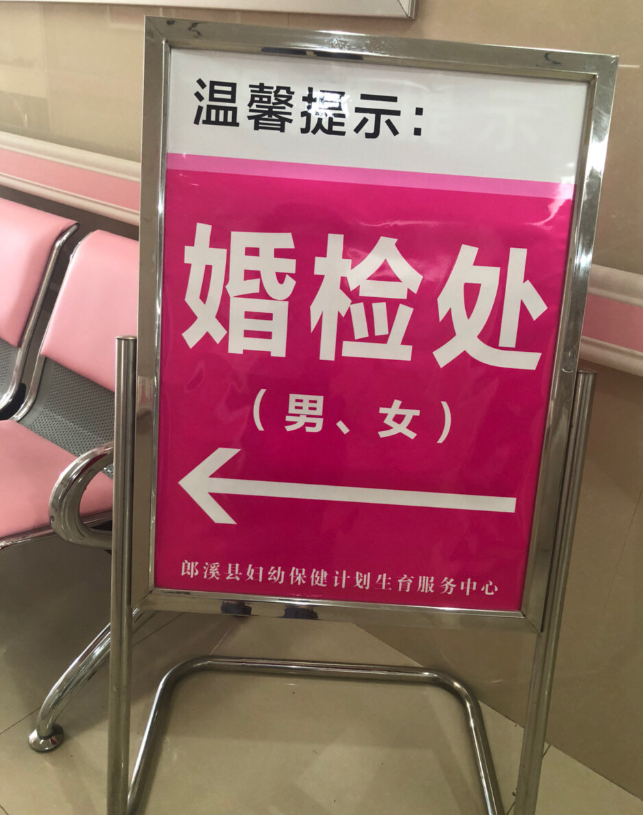 温馨提示：
婚检处
（男、女）
郎溪县妇幼保健计划生育服务中心